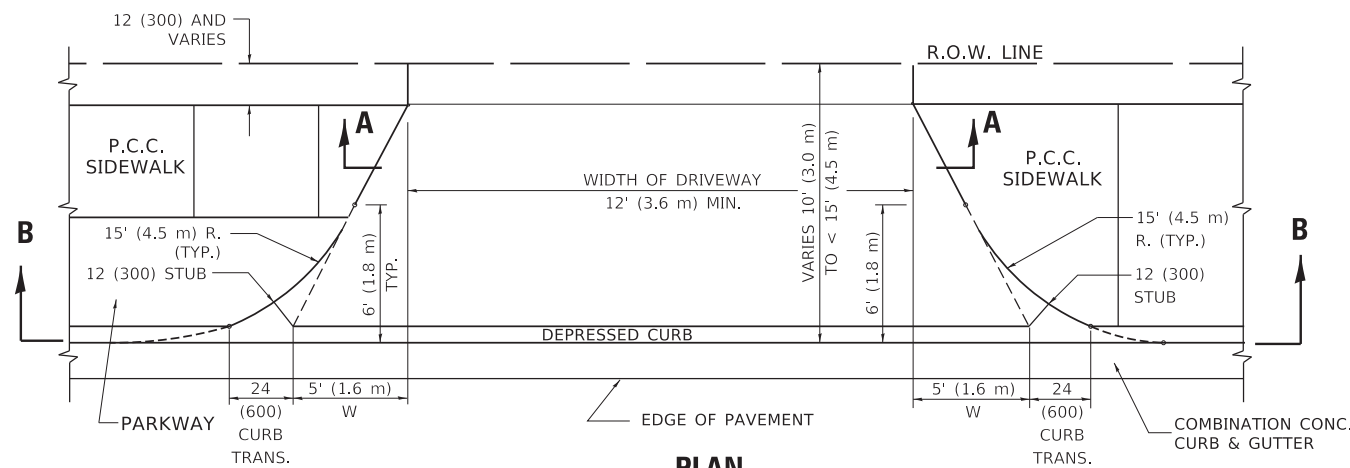 12 (300) AND
VARIES
R.O.W. LINE
A
A
P.C.C.
SIDEWALK
P.C.C.
SIDEWALK
WIDTH OF DRIVEWAY
12' (3.6 m) MIN.
VARIES 10' (3.0 m)
TO < 15' (4.5 m)
B
B
15' (4.5 m) R.
(TYP.)
12 (300) STUB
6' (1.8 m)
TYP.
6' (1.8 m)
15' (4.5 m)
R. (TYP.)
12 (300)
STUB
DEPRESSED CURB
24
(600)
CURB
TRANS.
5' (1.6 m)
W
5' (1.6 m)
W
24
(600)
CURB
TRANS.
PARKWAY
EDGE OF PAVEMENT
COMBINATION CONC.
CURB & GUTTER
PLAN